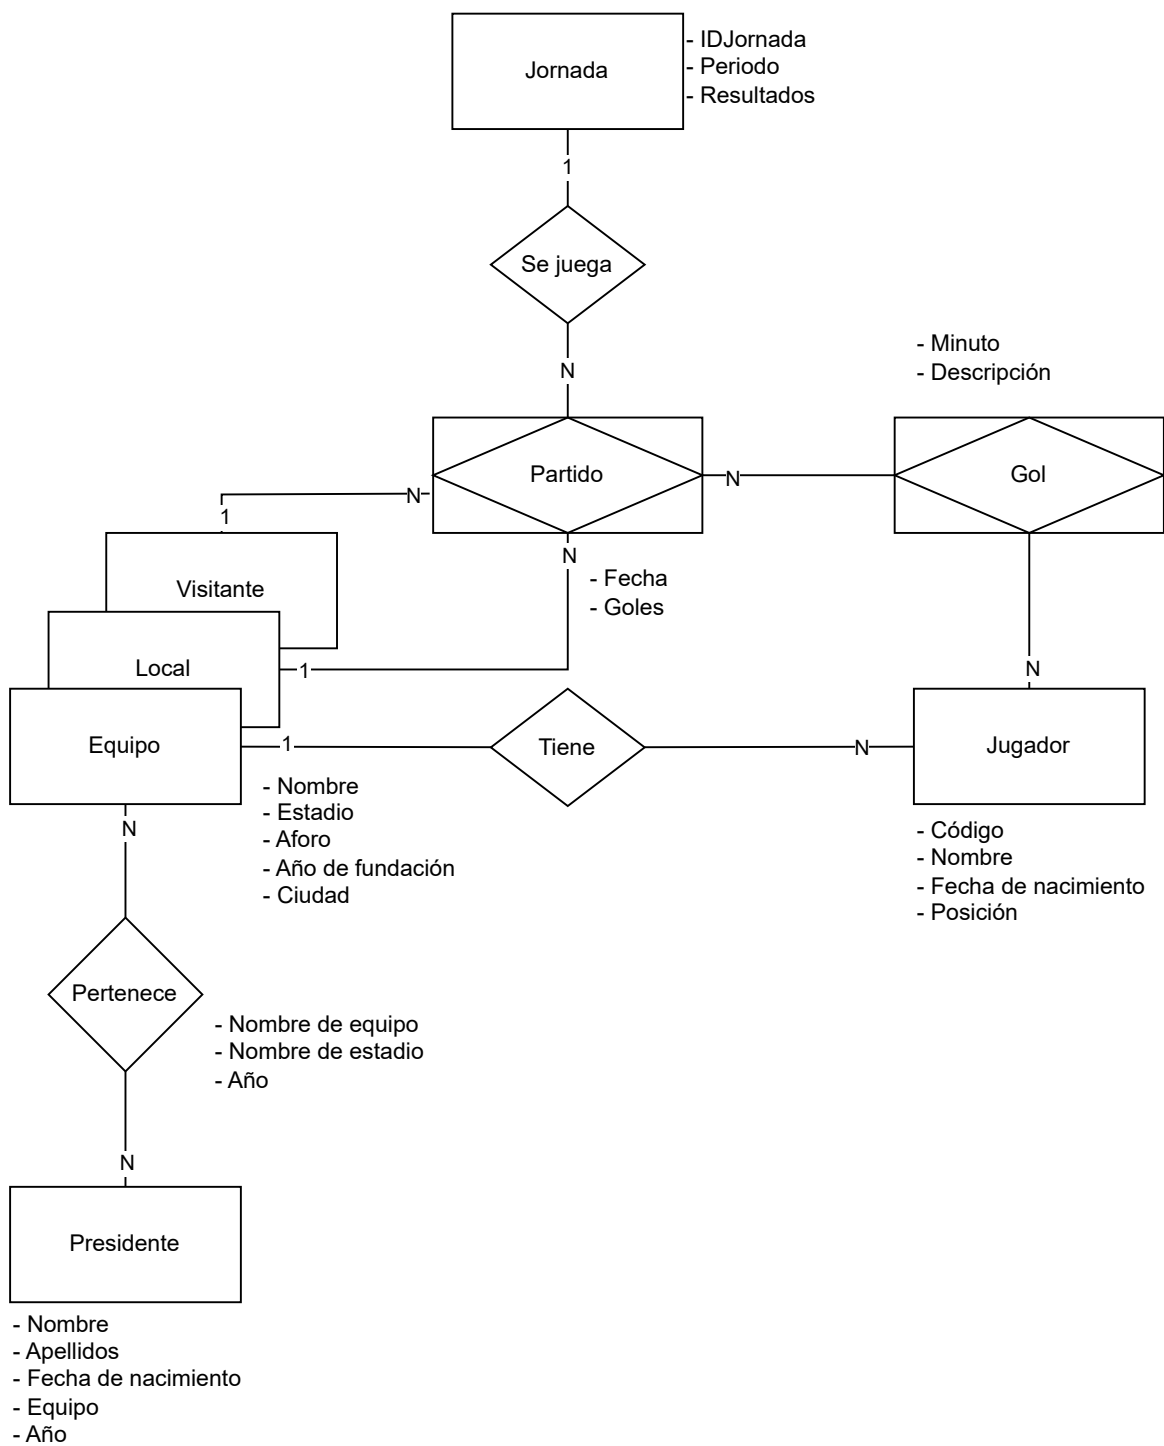 Jornada
- IDJornada
- Periodo
- Resultados
1
Se juega
N
- Minuto
- Descripción
Partido
N
Gol
N
1
N
- Fecha
- Goles
Visitante
Local
1
N
Equipo
1
Tiene
N
Jugador
- Nombre
- Estadio
- Aforo
- Año de fundación
- Ciudad
- Código
- Nombre
- Fecha de nacimiento
- Posición
N
Pertenece
- Nombre de equipo
- Nombre de estadio
- Año
N
Presidente
- Nombre
- Apellidos
- Fecha de nacimiento
- Equipo
- Año